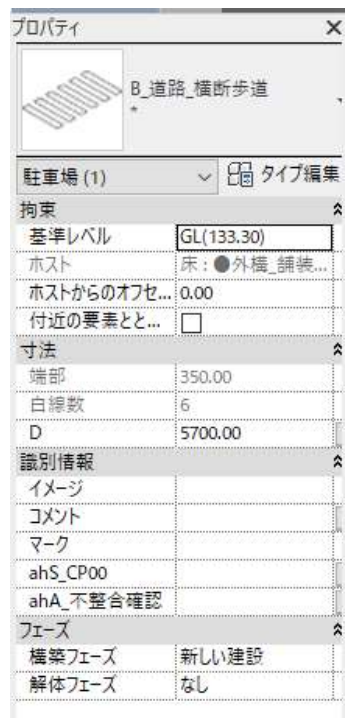 プロパティ
B_道路_横断歩道
*
駐車場 (1) タイプ編集
拘束
基準レベル GL(133.30)
ホスト 床 : ●外構_舗装...
ホストからのオフセ... 0.00
付近の要素とと...
寸法
端部 350.00
白線数 6
D 5700.00
識別情報
イメージ
コメント
マーク
ahS_CP00
ahA_不整合確認
フェーズ
構築フェーズ 新しい建設
解体フェーズ なし